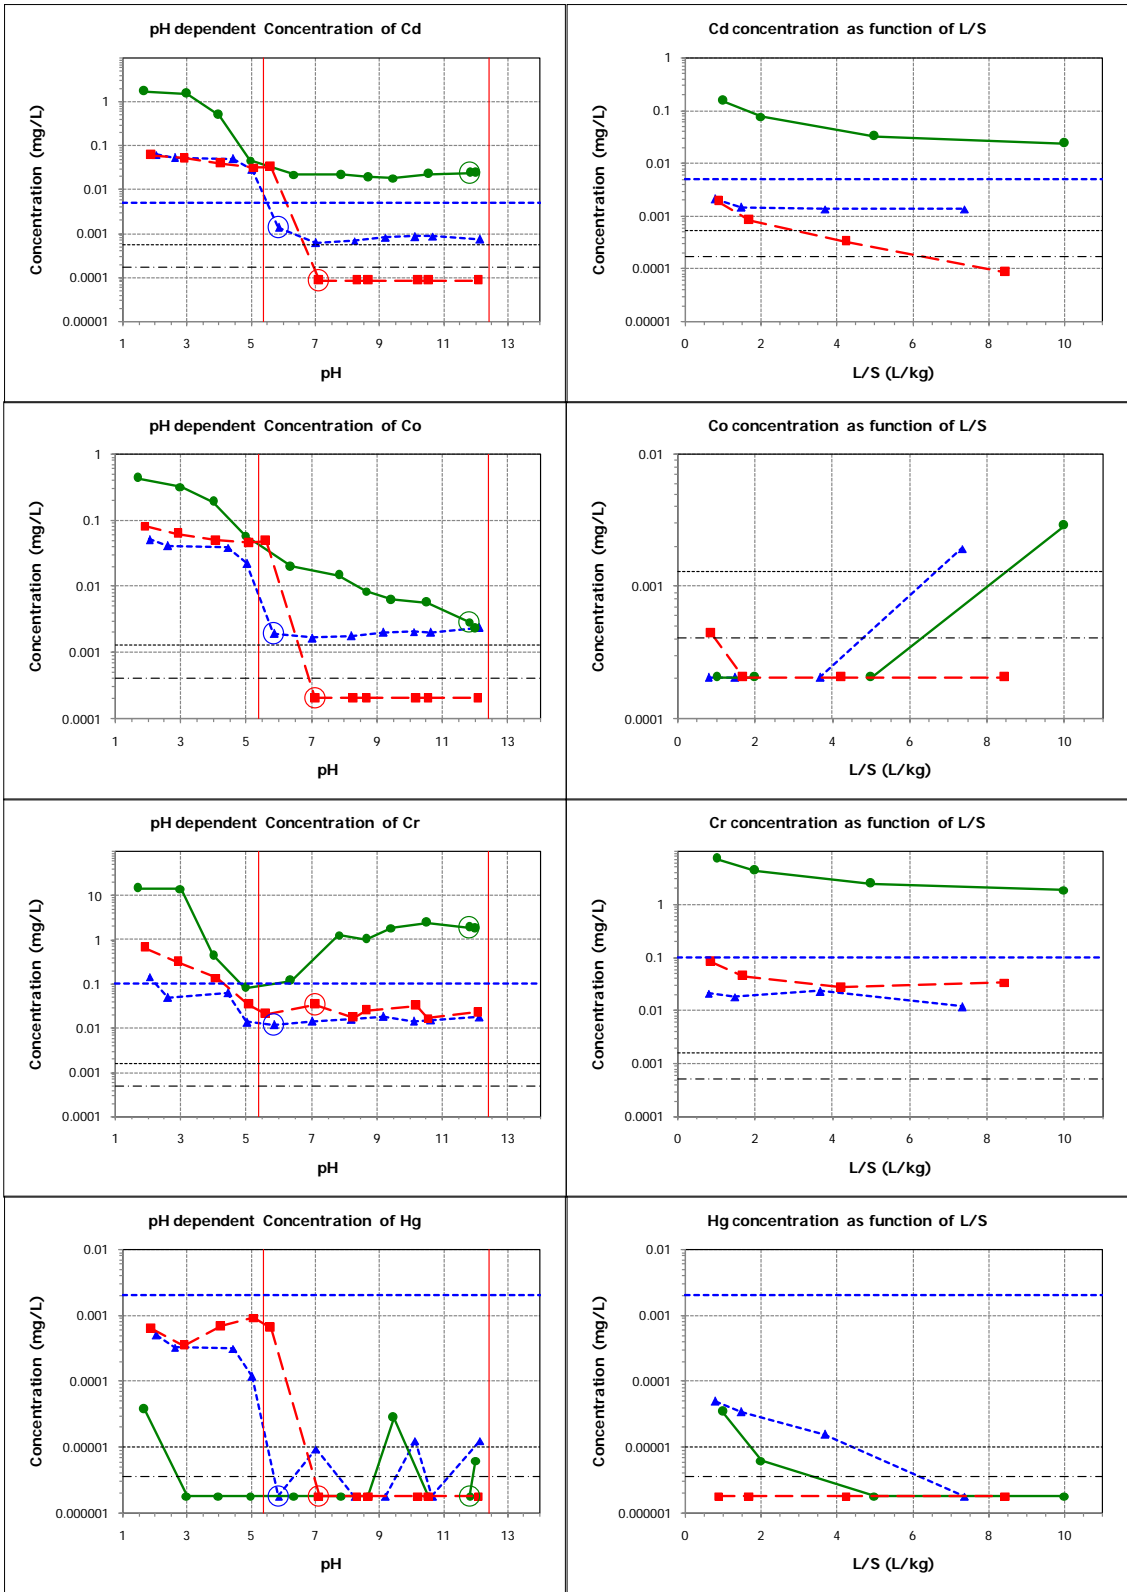 pH dependent Concentration of Cd
Concentration (mg/L)
1
0.1
0.01
0.001
0.0001
0.00001
1 3 5 7 9 11 13
pH
Cd concentration as function of L/S
Concentration (mg/L)
1
0.1
0.01
0.001
0.0001
0.00001
0 2 4 6 8 10
L/S (L/kg)
pH dependent Concentration of Co
Concentration (mg/L)
1
0.1
0.01
0.001
0.0001
1 3 5 7 9 11 13
pH
Co concentration as function of L/S
Concentration (mg/L)
0.01
0.001
0.0001
0 2 4 6 8 10
L/S (L/kg)
pH dependent Concentration of Cr
Concentration (mg/L)
10
1
0.1
0.01
0.001
0.0001
1 3 5 7 9 11 13
pH
Cr concentration as function of L/S
Concentration (mg/L)
1
0.1
0.01
0.001
0.0001
0 2 4 6 8 10
L/S (L/kg)
pH dependent Concentration of Hg
Concentration (mg/L)
0.01
0.001
0.0001
0.00001
0.000001
1 3 5 7 9 11 13
pH
Hg concentration as function of L/S
Concentration (mg/L)
0.01
0.001
0.0001
0.00001
0.000001
0 2 4 6 8 10
L/S (L/kg)